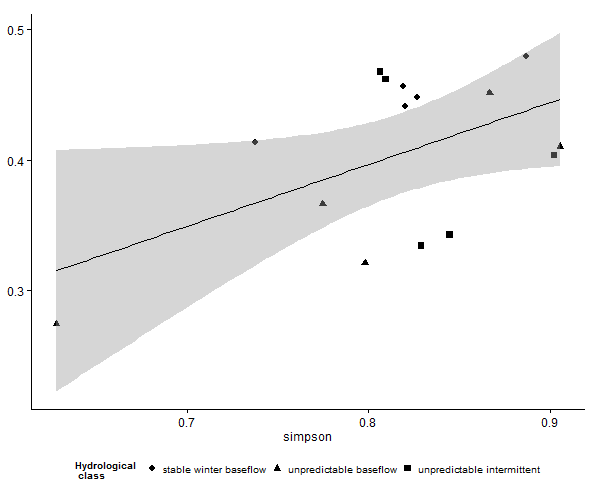 0.5
0.4
0.3
0.7 0.8 0.9
simpson
Hydrological
class
stable winter baseflow unpredictable baseflow unpredictable intermittent